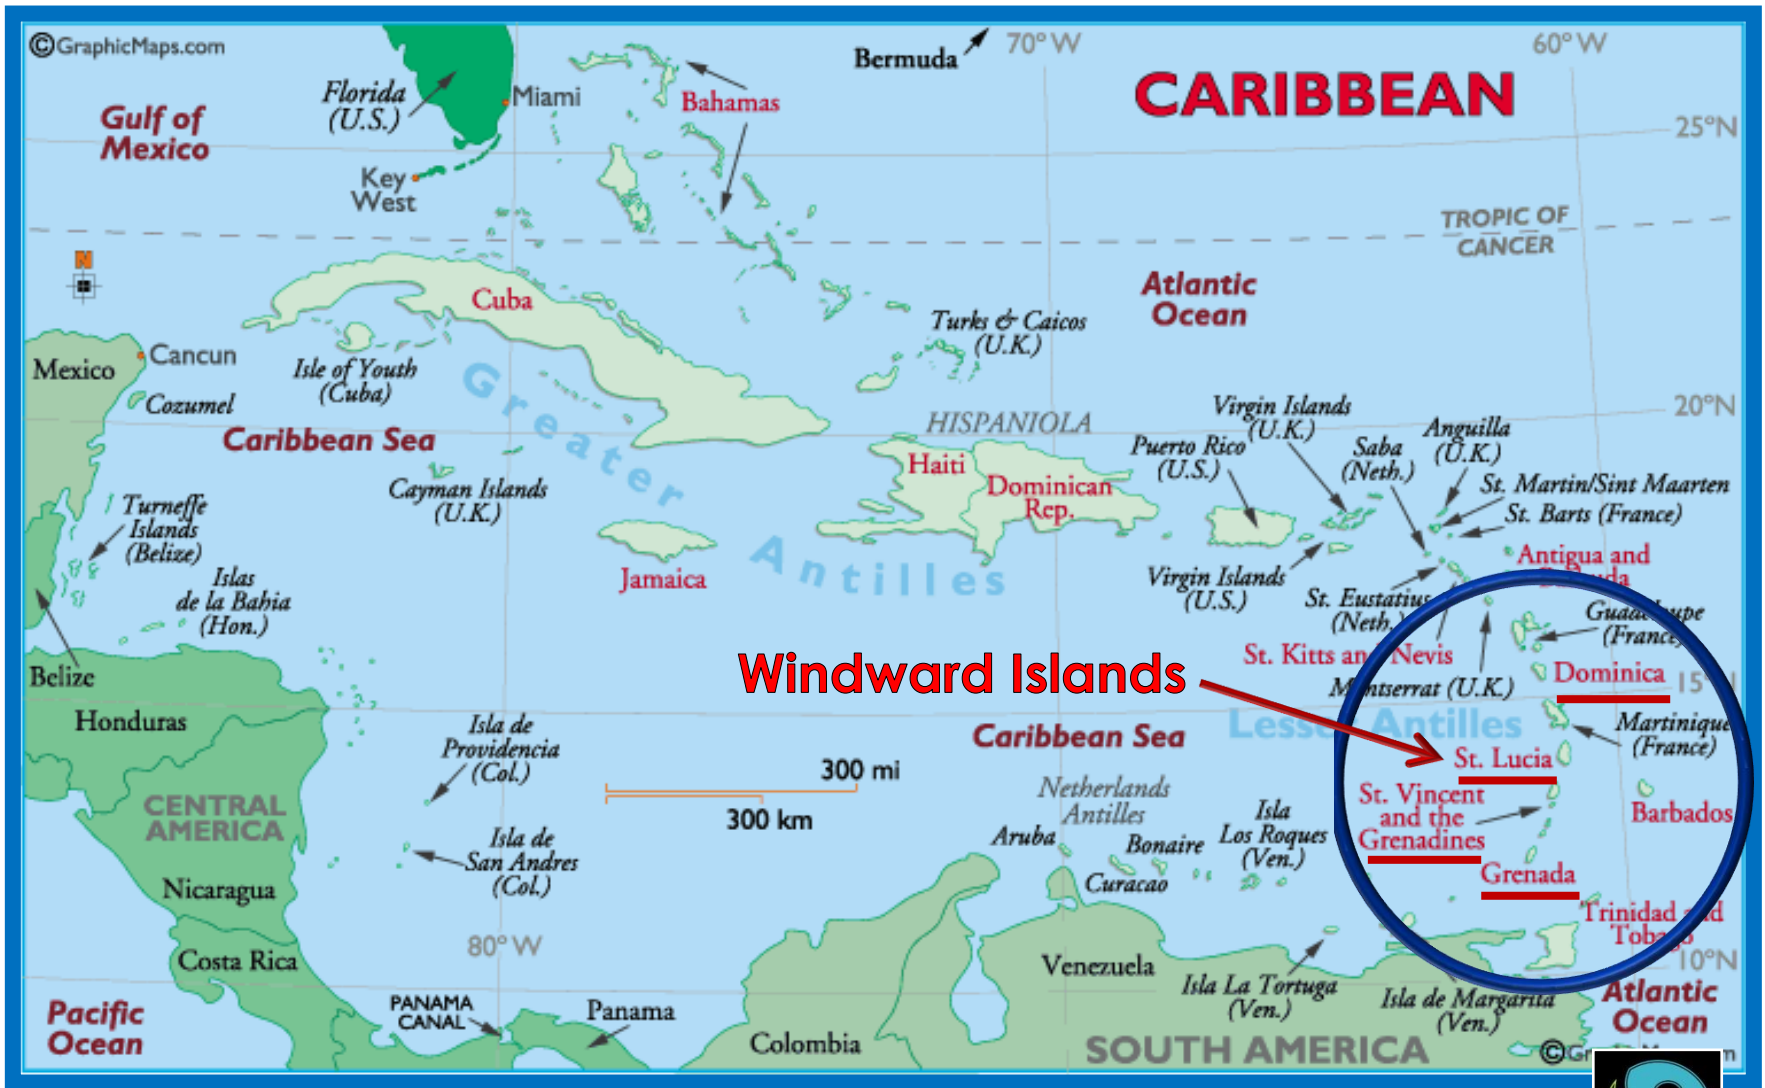 ©GraphicMaps.com
Bermuda
70° W
60° W
CARIBBEAN
Florida
(U.S.)
Miami
Bahamas
Gulf of
Mexico
25°N
Key
West
TROPIC OF
CANCER
N
Cuba
Atlantic
Ocean
Turks & Caicos
(U.K.)
Mexico
Cancun
Isle of Youth
(Cuba)
Cozumel
Greater
Antilles
20°N
HISPANIOLA
Virgin Islands
(U.K.)
Caribbean Sea
Puerto Rico
(U.S.)
Saba
(Neth.)
Anguilla
(U.K.)
Haiti
Dominican
Rep.
Cayman Islands
(U.K.)
St. Martin/Sint Maarten
St. Barts (France)
Turneffe
Islands
(Belize)
Jamaica
Antigua and
Islas
de la Bahia
(Hon.)
Virgin Islands
(U.S.)
St. Eustatius
(Neth.)
Guadeloupe
(France)
St. Kitts and Nevis
Windward Islands
Belize
Dominica
Montserrat (U.K.)
15°N
Honduras
Lesser Antilles
Martinique
(France)
Isla de
Providencia
(Col.)
Caribbean Sea
St. Lucia
300 mi
300 km
Netherlands
Antilles
St. Vincent
and the
Grenadines
Barbados
CENTRAL
AMERICA
Isla de
San Andres
(Col.)
Aruba
Bonaire
Curacao
Isla
Los Roques
(Ven.)
Grenada
Nicaragua
Trinidad and
Tobago
80° W
Costa Rica
Venezuela
10°N
Isla La Tortuga
(Ven.)
Isla de Margarita
(Ven.)
Atlantic
Ocean
Pacific
Ocean
PANAMA
CANAL
Panama
Colombia
SOUTH AMERICA